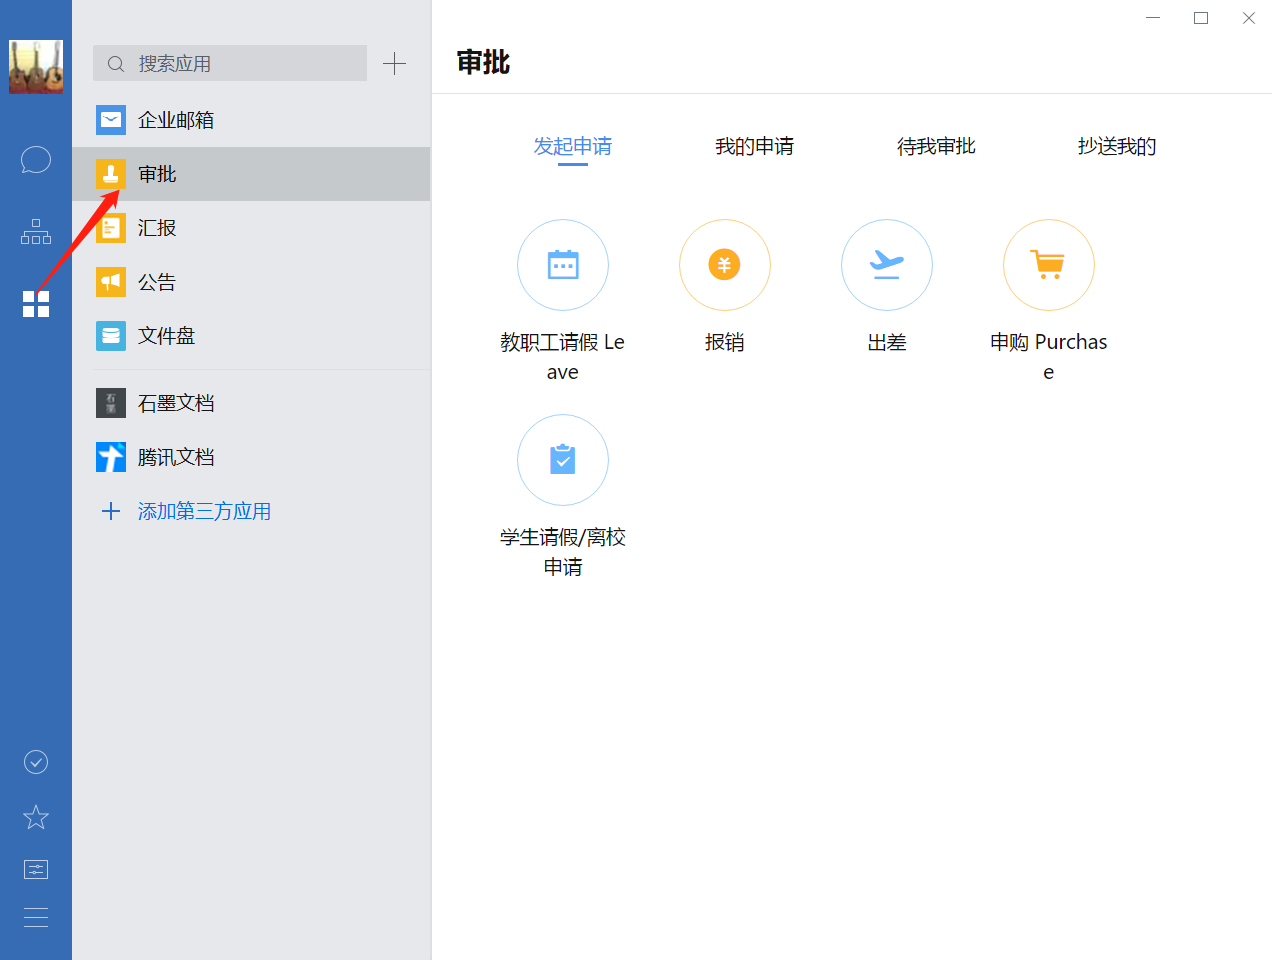 搜索应用
企业邮箱
审批
汇报
公告
文件盘
石墨文档
腾讯文档
添加第三方应用
审批
发起申请 我的申请 待我审批 抄送我的
教职工请假 Le
ave
报销
出差
申购 Purchas
e
学生请假/离校
申请